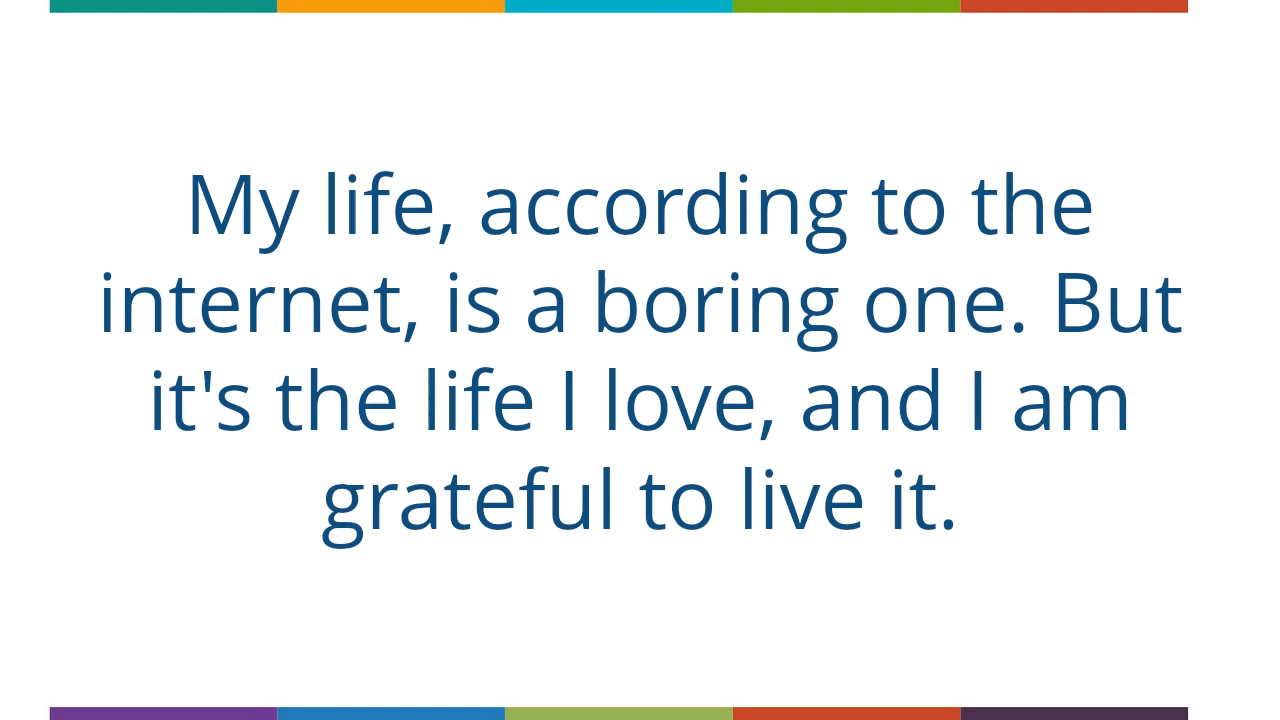 My life, according to the
internet, is a boring one. But
it's the life I love, and I am
grateful to live it.